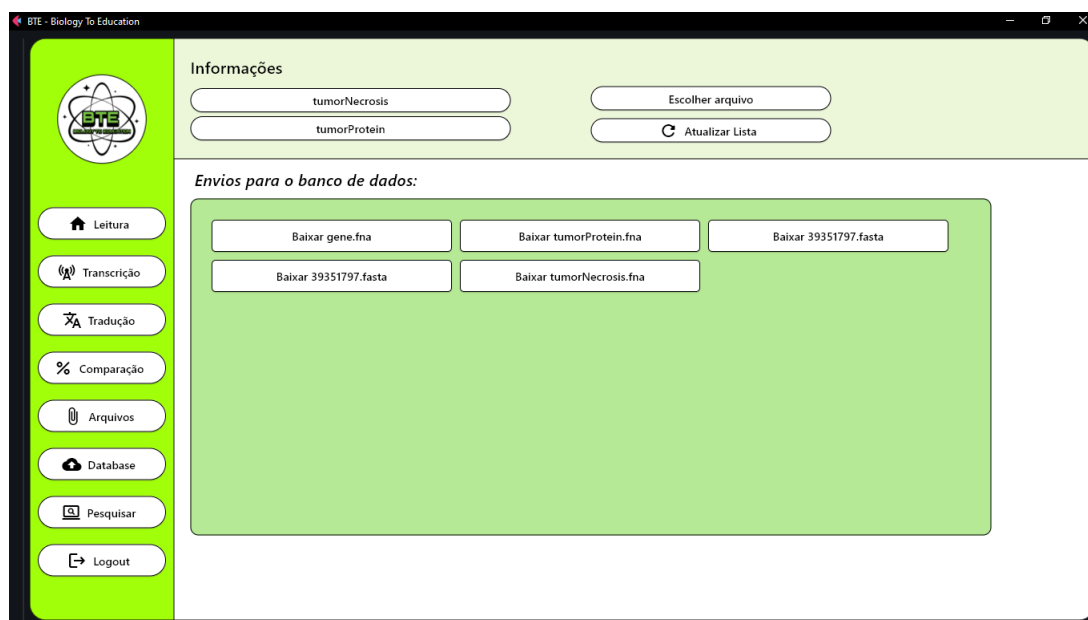 BTE - Biology To Education
BTE
Informações
tumorNecrosis
Escolher arquivo
tumorProtein
Atualizar Lista
Envios para o banco de dados:
Baixar gene.fna
Baixar tumorProtein.fna
Baixar 39351797.fasta
Baixar 39351797.fasta
Baixar tumorNecrosis.fna
Leitura
Transcrição
Tradução
Comparação
Arquivos
Database
Pesquisar
Logout